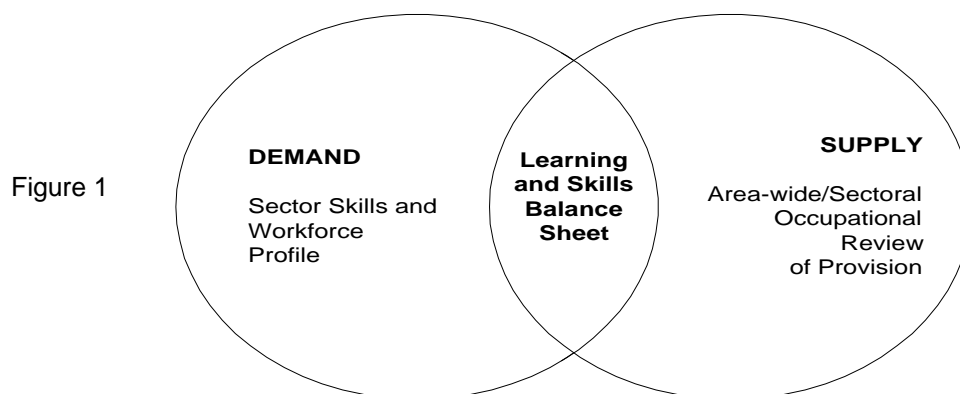 Figure 1
DEMAND
Sector Skills and
Workforce
Profile
Learning
and Skills
Balance
Sheet
SUPPLY
Area-wide/Sectoral
Occupational
Review
of Provision